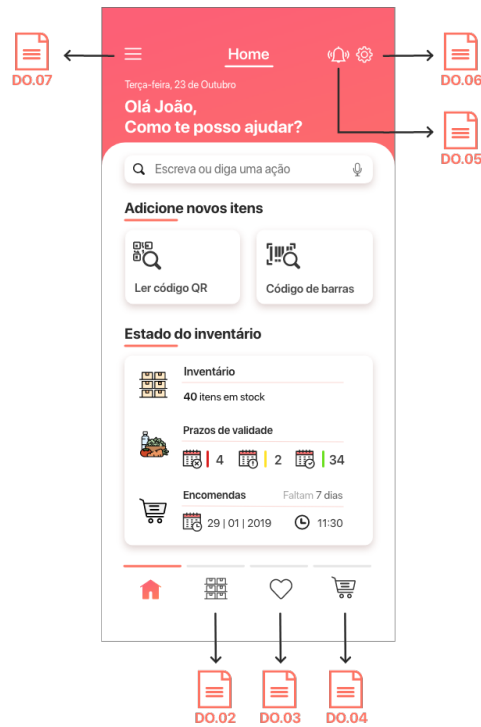 Home
DO.07
DO.06
Terça-feira, 23 de Outubro
Olá João,
Como te posso ajudar?
DO.05
Escreva ou diga uma ação
Adicione novos itens
Ler código QR
Código de barras
Estado do inventário
Inventário
40 itens em stock
Prazos de validade
4
2
34
Encomendas
Faltam 7 dias
29 | 01 | 2019
11:30
DO.02
DO.03
DO.04